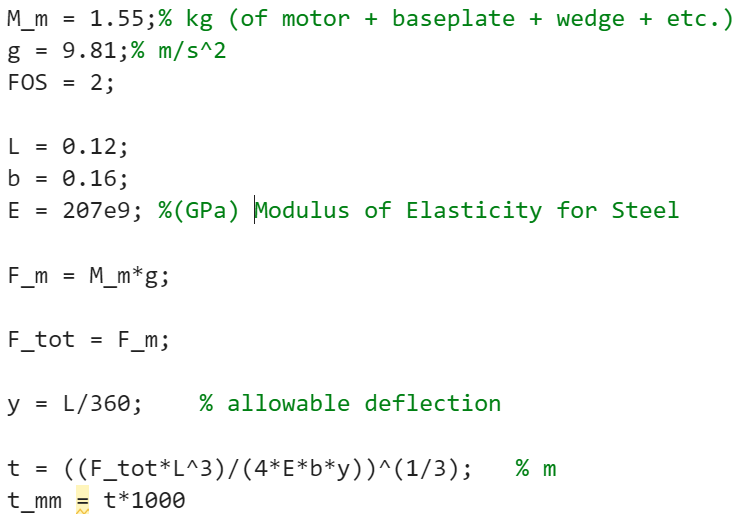 M_m = 1.55;% kg (of motor + baseplate + wedge + etc.)
g = 9.81;% m/s^2
FOS = 2;
L = 0.12;
b = 0.16;
E = 207e9; %(GPa) Modulus of Elasticity for Steel
F_m = M_m*g;
F_tot = F_m;
y = L/360;    % allowable deflection
t = ((F_tot*L^3)/(4*E*b*y))^(1/3);   % m
t_mm = t*1000